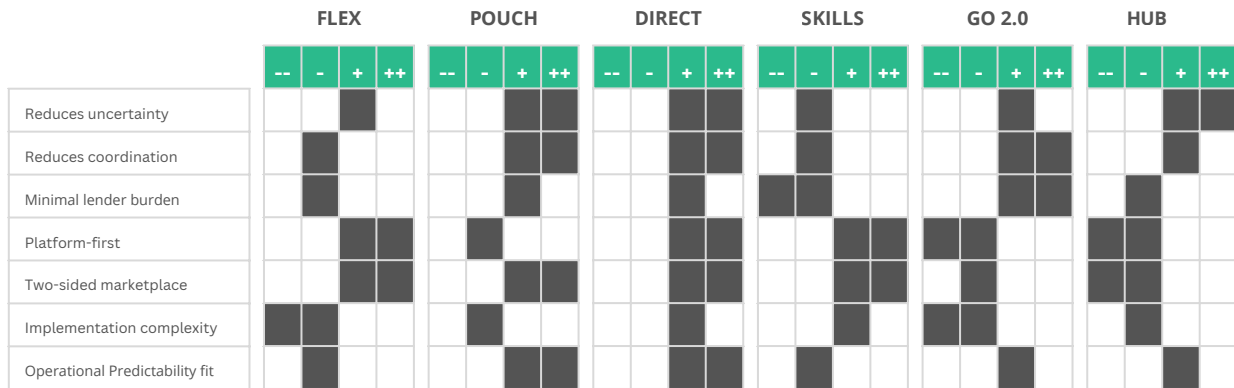 FLEX POUCH DIRECT SKILLS GO 2.0 HUB
-- - + ++ -- - + ++ -- - + ++ -- - + ++ -- - + ++ -- - + ++
Reduces uncertainty
Reduces coordination
Minimal lender burden
Platform-first
Two-sided marketplace
Implementation complexity
Operational Predictability fit